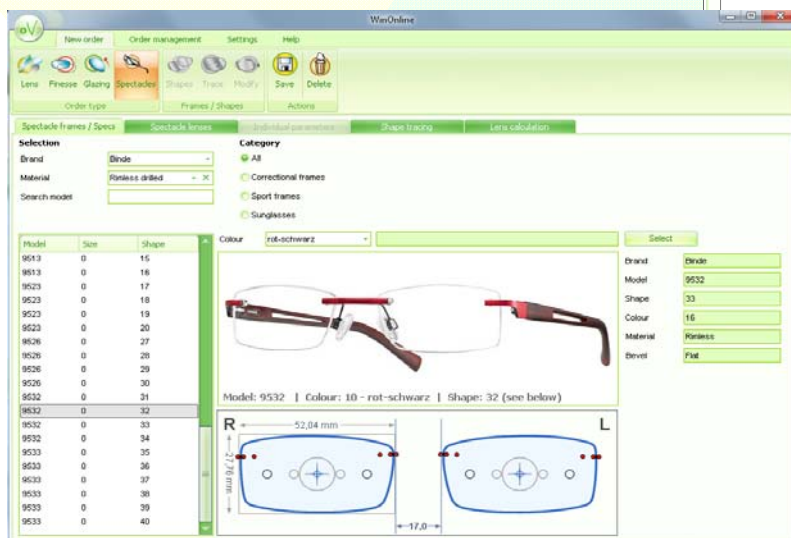 WinOnline
New order Order management Settings Help
Lens Finesse Glazing Spectacles Shapes Trace Modify Save Delete
Order type Frames / Shapes Actions
Spectacle frames / Specs Spectacle lenses Individual parameters Shape tracing Lens calculation
Selection Category
Brand Binde All
Material Rimless drilled Correctional frames
Search model Sport frames
Sunglasses
Colour rot-schwarz Select
Model Size Shape
9513 0 15
9513 0 16
9523 0 17
9523 0 18
9523 0 19
9523 0 20
9526 0 27
9526 0 28
9526 0 29
9526 0 30
9532 0 31
9532 0 32
9532 0 33
9532 0 34
9533 0 35
9533 0 36
9533 0 37
9533 0 38
9533 0 39
9533 0 40
Model: 9532 | Colour: 10 - rot-schwarz | Shape: 32 (see below)
R 52,04 mm L
27,76 mm
17,0
Brand Binde
Model 9532
Shape 33
Colour 16
Material Rimless
Bevel Flat